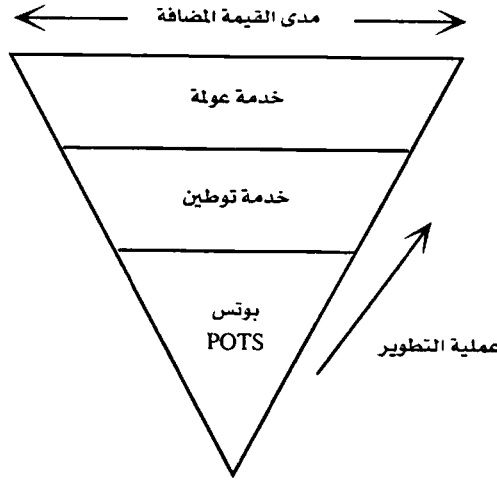 مدى القيمة المضافة
خدمة عولمة
خدمة توطين
بوتس
POTS
عملية التطوير